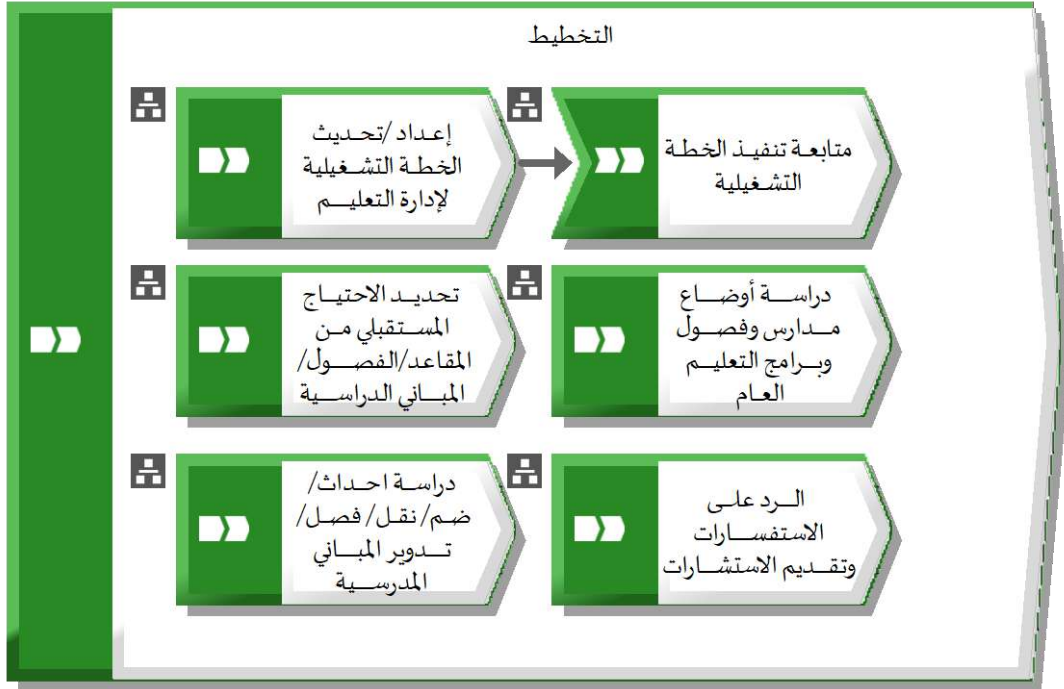 التخطيط
إعداد /تحديث
الخطة التشغيلية
لإدارة التعليم
متابعة تنفيذ الخطة
التشغيلية
تحديد الاحتياج
المستقبلي من
المقاعد/الفصول/
المباني الدراسية
دراسة أوضاع
مدارس وفصول
وبرامج التعليم
العام
دراسة احداث/
ضم/ نقل/ فصل/
تدوير المباني
المدرسية
الرد على
الاستفسارات
وتقديم الاستشارات